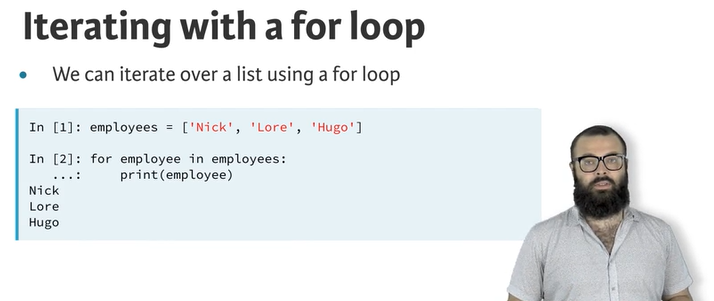 Iterating with a for loop
• We can iterate over a list using a for loop
In [1]: employees = ['Nick', 'Lore', 'Hugo']
In [2]: for employee in employees:
   ...:     print(employee)
Nick
Lore
Hugo